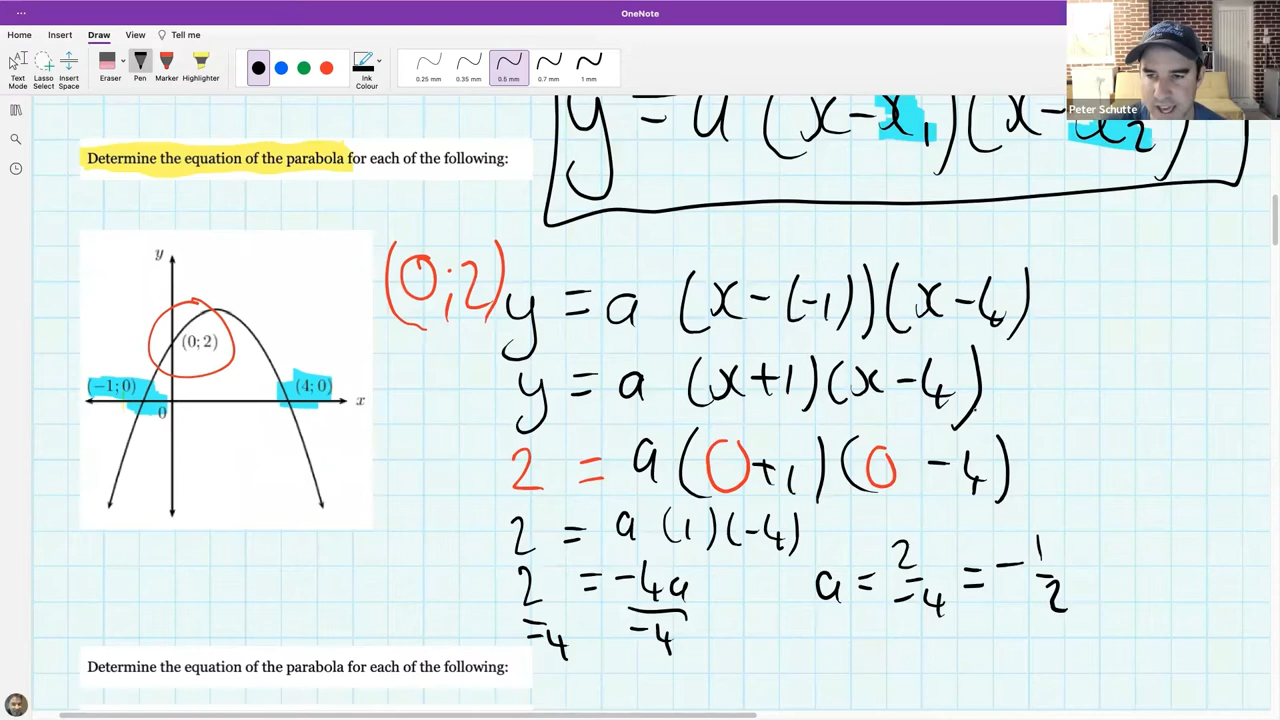 OneNote
Home Insert Draw View Tell me
Text Mode
Lasso Select
Insert Space
Eraser
Pen
Marker
Highlighter
Colour
0.25 mm
0.35 mm
0.5 mm
0.7 mm
1 mm
Peter Schutte
y = a (x-x₁)(x-x₂)
Determine the equation of the parabola for each of the following:
y
(0; 2)
(-1; 0)
(4; 0)
0
x
(0;2)
y = a (x-(-1))(x-4)
y = a (x+1)(x-4)
2 = a(0+1)(0-4)
2 = a (1)(-4)
2/-4 = -4a/-4
a = 2/-4 = -1/2
Determine the equation of the parabola for each of the following: